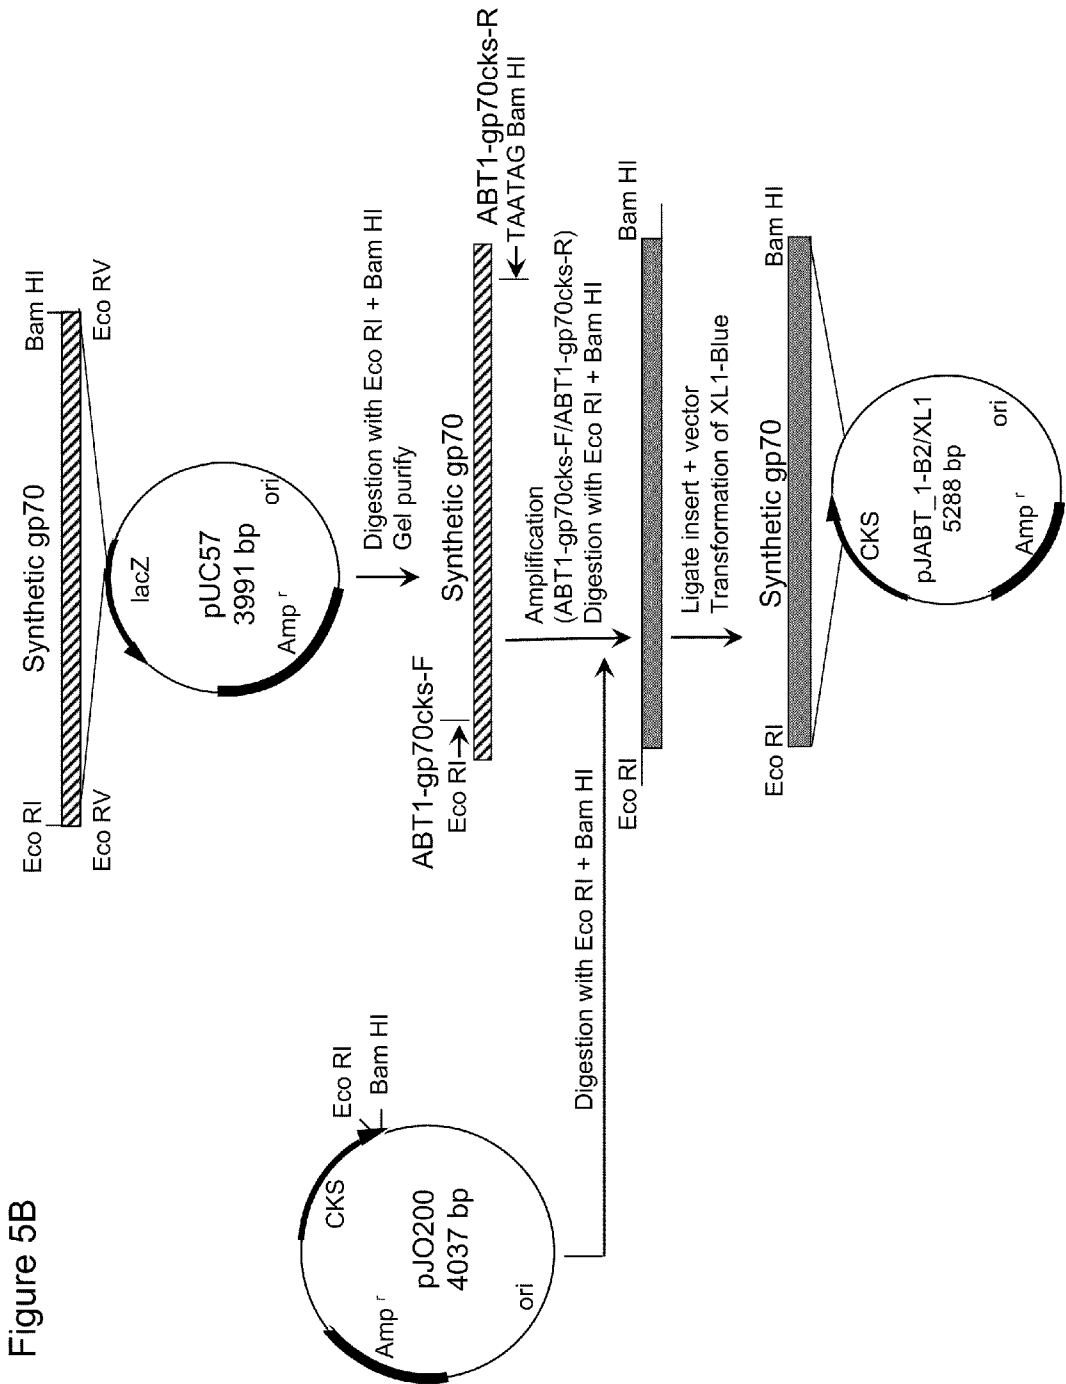 Figure 5B
Synthetic gp70
Eco RI
Bam HI
Eco RV
Eco RV
lacZ
pUC57
3991 bp
ori
Amp r
Digestion with Eco RI + Bam HI
Gel purify
ABT1-gp70cks-F
Eco RI
Synthetic gp70
ABT1-gp70cks-R
TAATAG Bam HI
pJO200
4037 bp
CKS
Eco RI
Bam HI
Amp r
ori
Digestion with Eco RI + Bam HI
Amplification
(ABT1-gp70cks-F/ABT1-gp70cks-R)
Digestion with Eco RI + Bam HI
Eco RI
Bam HI
Ligate insert + vector
Transformation of XL1-Blue
Eco RI
Synthetic gp70
Bam HI
CKS
pJABT_1-B2/XL1
5288 bp
ori
Amp r